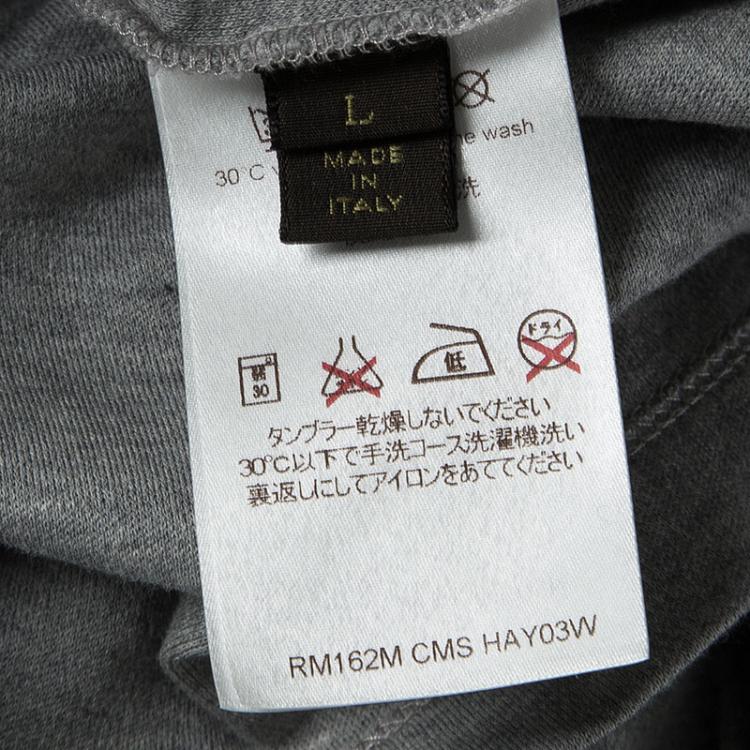 L
MADE
IN
ITALY
30°C
wash
洗
30
低
ドライ
タンブラー乾燥しないでください
30°C以下で手洗コース洗濯機洗い
裏返しにしてアイロンをあててください
RM162M CMS HAY03W